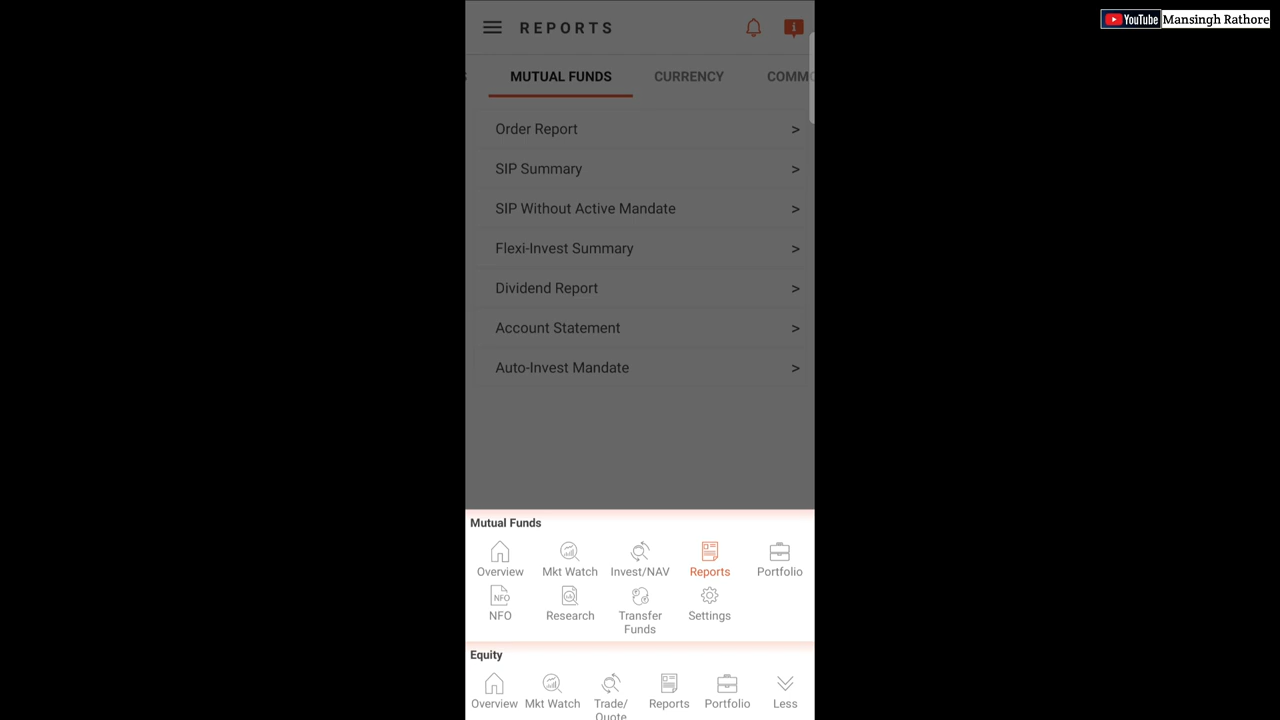 YouTube Mansingh Rathore
REPORTS
MUTUAL FUNDS CURRENCY
Order Report >
SIP Summary >
SIP Without Active Mandate >
Flexi-Invest Summary >
Dividend Report >
Account Statement >
Auto-Invest Mandate >
Mutual Funds
Overview Mkt Watch Invest/NAV Reports Portfolio
NFO
NFO Research Transfer Settings
Funds
Equity
Overview Mkt Watch Trade/ Reports Portfolio Less
Quote